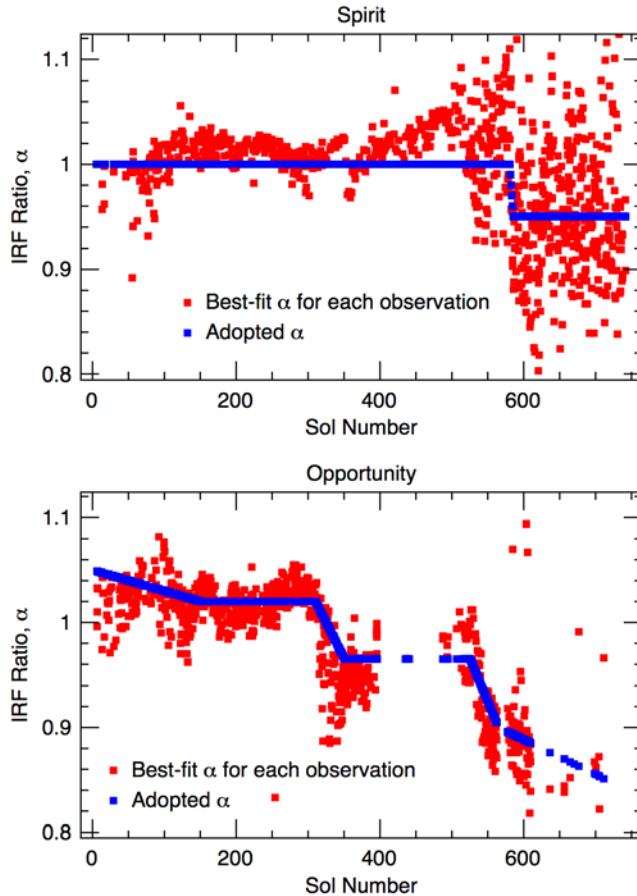 Spirit
1.1
1
0.9
0.8
IRF Ratio, α
Best-fit α for each observation
Adopted α
0 200 400 600
Sol Number
Opportunity
1.1
1
0.9
0.8
IRF Ratio, α
Best-fit α for each observation
Adopted α
0 200 400 600
Sol Number